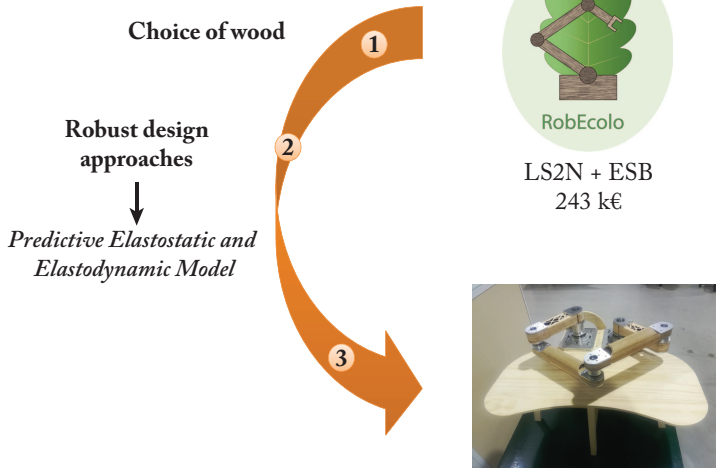 Choice of wood
1
2
Robust design
approaches
Predictive Elastostatic and
Elastodynamic Model
3
RobEcolo
LS2N + ESB
243 k€